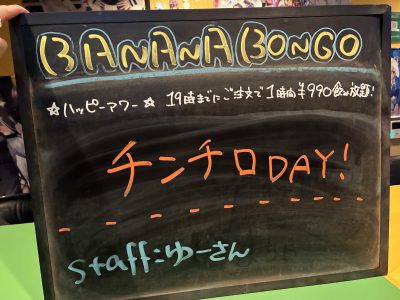 BANANA BONGO
☆ハッピーアワー☆ 19時までにご注文で1時間¥990飲み放題!
チンチロDAY!
staff:ゆーさん